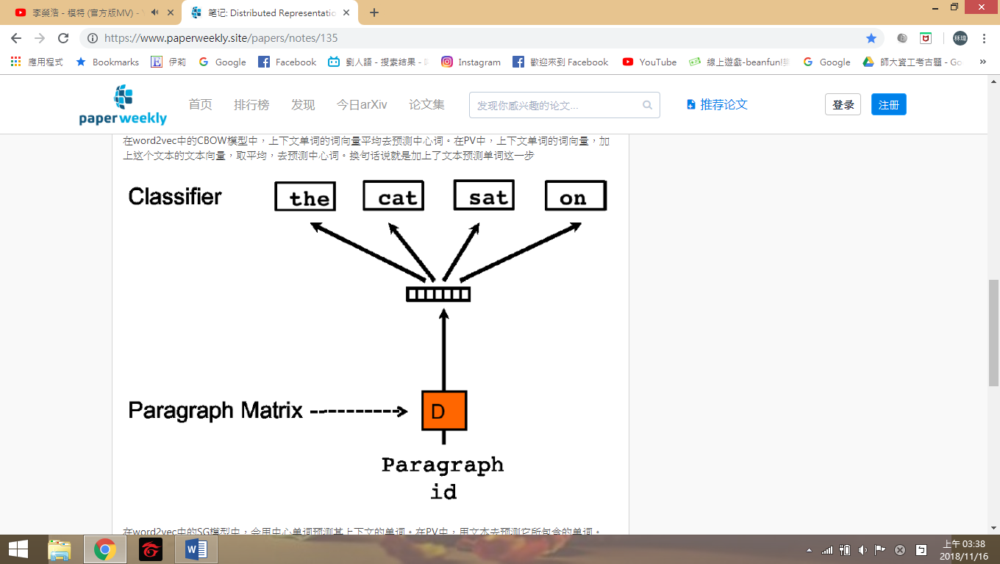 李榮浩 - 模特 (官方版MV) -
笔记: Distributed Representatio
https://www.paperweekly.site/papers/notes/135
應用程式 Bookmarks 伊莉 Google Facebook 劉人語 - 搜索结果 - Instagram 歡迎來到 Facebook YouTube 線上遊戲-beanfun! Google 師大資工考古題 - Go »
paperweekly 首页 排行榜 发现 今日arXiv 论文集 发现你感兴趣的论文... 推荐论文 登录 注册
在word2vec中的CBOW模型中，上下文单词的词向量平均去预测中心词。在PV中，上下文单词的词向量，加
上这个文本的文本向量，取平均，去预测中心词。换句话说就是加上了文本预测单词这一步
Classifier the cat sat on
Paragraph Matrix D
Paragraph
id
在word2vec中的SG模型中，会用中心单词预测其上下文的单词。在PV中，用文本去预测它所包含的单词。
上午 03:38
2018/11/16